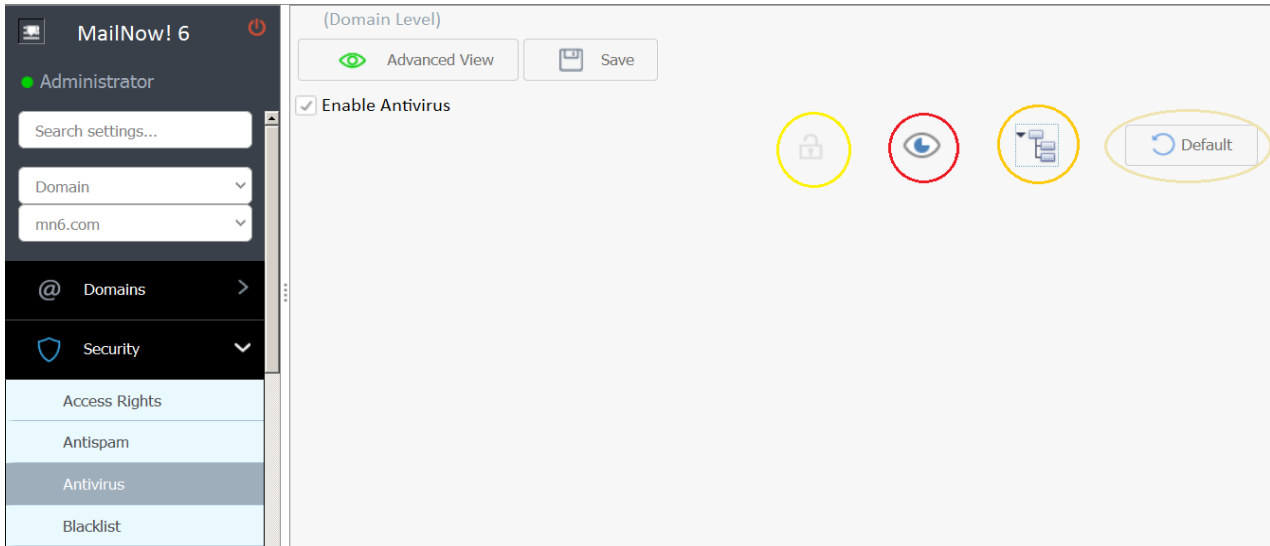 MailNow! 6
Administrator
Search settings...
Domain
mn6.com
@ Domains
Security
Access Rights
Antispam
Antivirus
Blacklist
(Domain Level)
Advanced View
Save
Enable Antivirus
Default